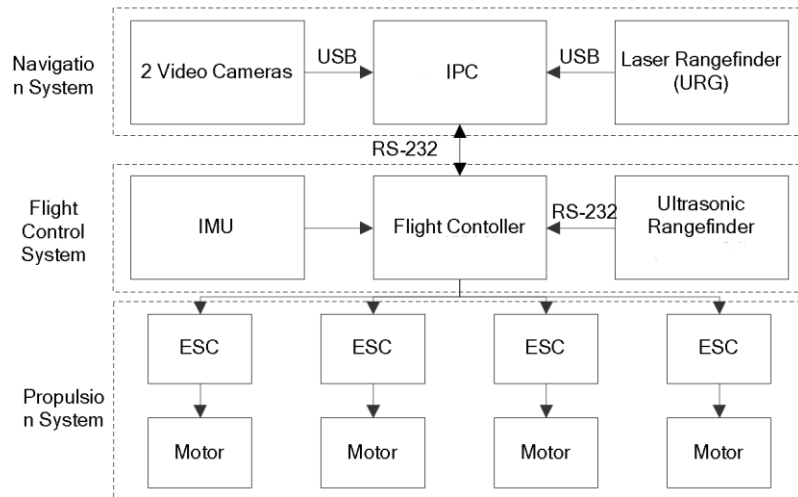 Navigatio
n System
2 Video Cameras
USB
IPC
USB
Laser Rangefinder
(URG)
RS-232
Flight
Control
System
IMU
Flight Contoller
RS-232
Ultrasonic
Rangefinder
Propulsio
n System
ESC
ESC
ESC
ESC
Motor
Motor
Motor
Motor